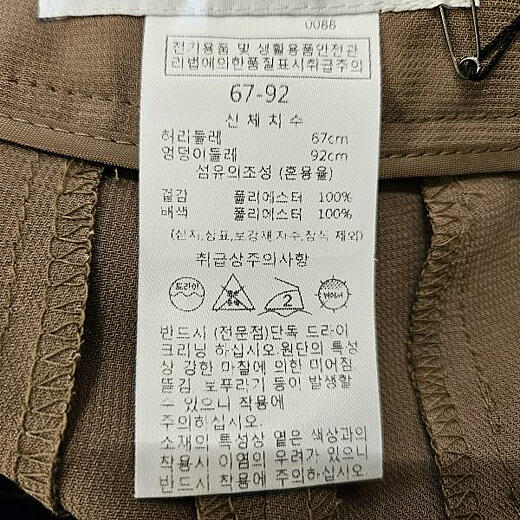 0088
전기용품 및 생활용품안전관
리법에의한품질표시취급주의
67-92
신체치수
허리둘레 67cm
엉덩이둘레 92cm
섬유의조성 (혼용율)
겉감 폴리에스터 100%
배색 폴리에스터 100%
(심지,상표,보강재,자수,장식 제외)
취급상주의사항
드라이
2
반드시 (전문점)단독 드라이
크리닝 하십시오.원단의 특성
상 강한 마찰에 의한 미어짐
뜯김 보푸라기 등이 발생할
수 있으니 착용에
주의하십시오.
소재의 특성상 옅은 색상과의
착용시 이염의 우려가 있으니
반드시 착용시 주의 하십시오